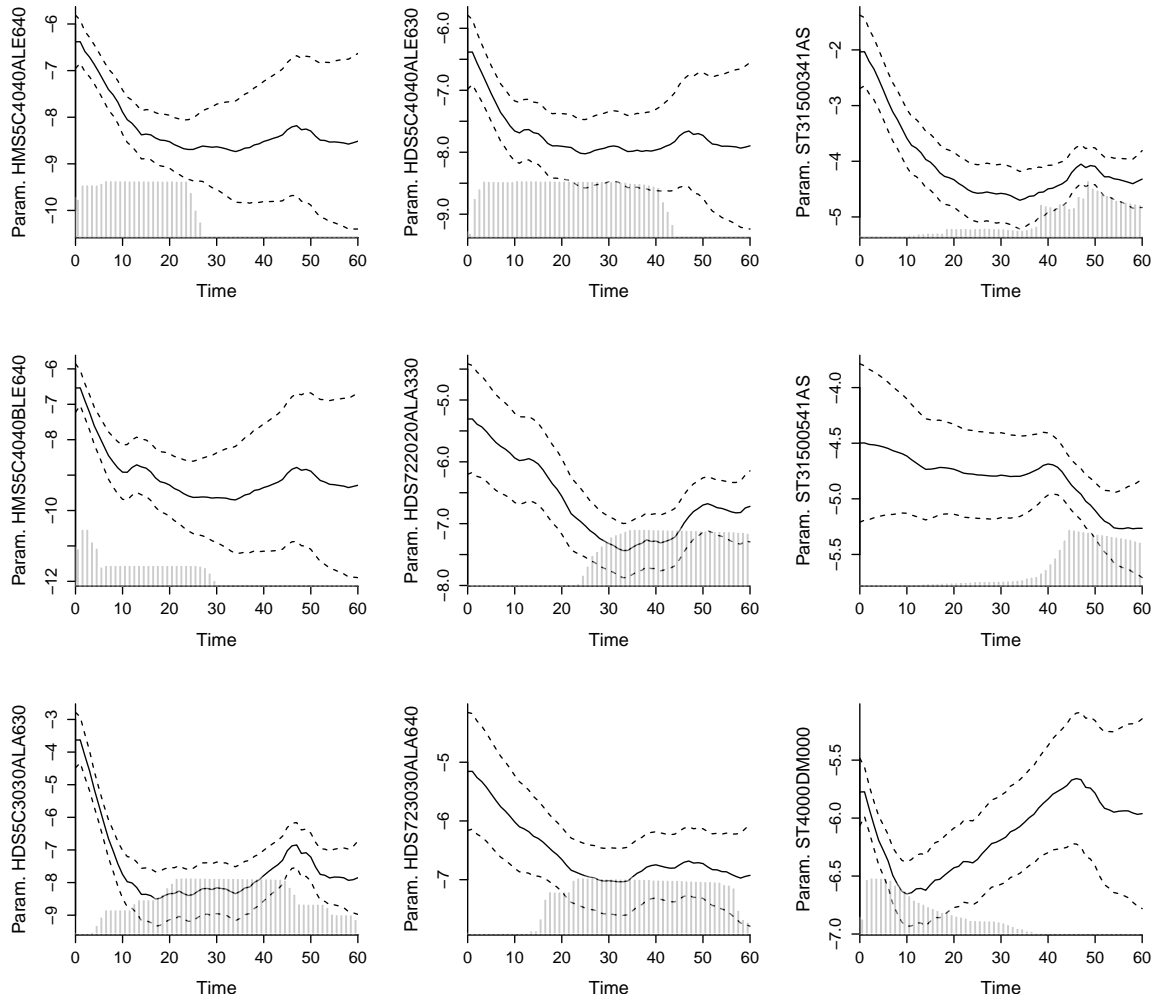 Param. HMS5C4040ALE640
-6
-7
-8
-9
-10
0 10 20 30 40 50 60
Time
Param. HDS5C4040ALE630
-6.0
-7.0
-8.0
-9.0
0 10 20 30 40 50 60
Time
Param. ST31500341AS
-2
-3
-4
-5
0 10 20 30 40 50 60
Time
Param. HMS5C4040BLE640
-6
-7
-8
-9
-10
-12
0 10 20 30 40 50 60
Time
Param. HDS722020ALA330
-5.0
-6.0
-7.0
-8.0
0 10 20 30 40 50 60
Time
Param. ST31500541AS
-4.0
-4.5
-5.0
-5.5
0 10 20 30 40 50 60
Time
Param. HDS5C3030ALA630
-3
-4
-5
-6
-7
-8
-9
0 10 20 30 40 50 60
Time
Param. HDS723030ALA640
-5
-6
-7
0 10 20 30 40 50 60
Time
Param. ST4000DM000
-5.5
-6.0
-6.5
-7.0
0 10 20 30 40 50 60
Time